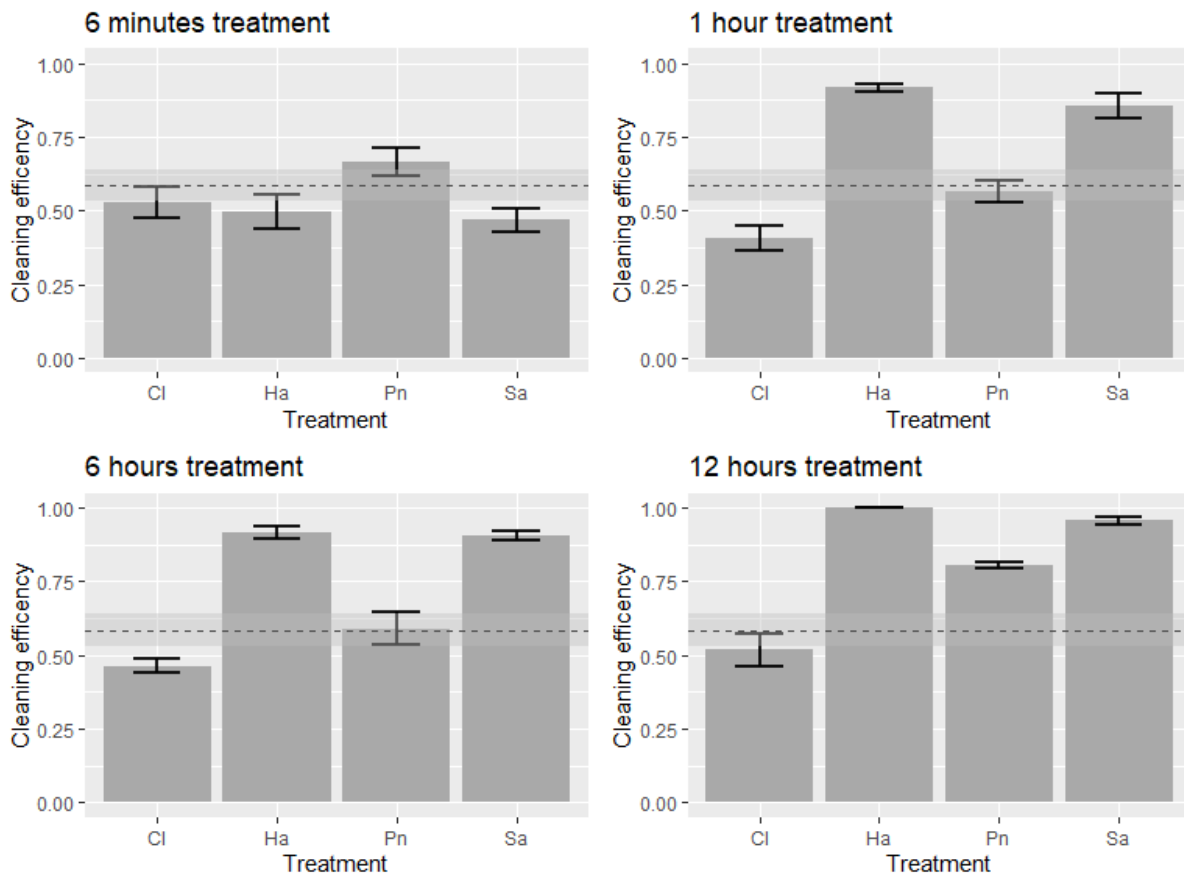 6 minutes treatment
1.00
0.75
0.50
0.25
0.00
Cleaning efficency
Cl Ha Pn Sa
Treatment
1 hour treatment
1.00
0.75
0.50
0.25
0.00
Cleaning efficency
Cl Ha Pn Sa
Treatment
6 hours treatment
1.00
0.75
0.50
0.25
0.00
Cleaning efficency
Cl Ha Pn Sa
Treatment
12 hours treatment
1.00
0.75
0.50
0.25
0.00
Cleaning efficency
Cl Ha Pn Sa
Treatment